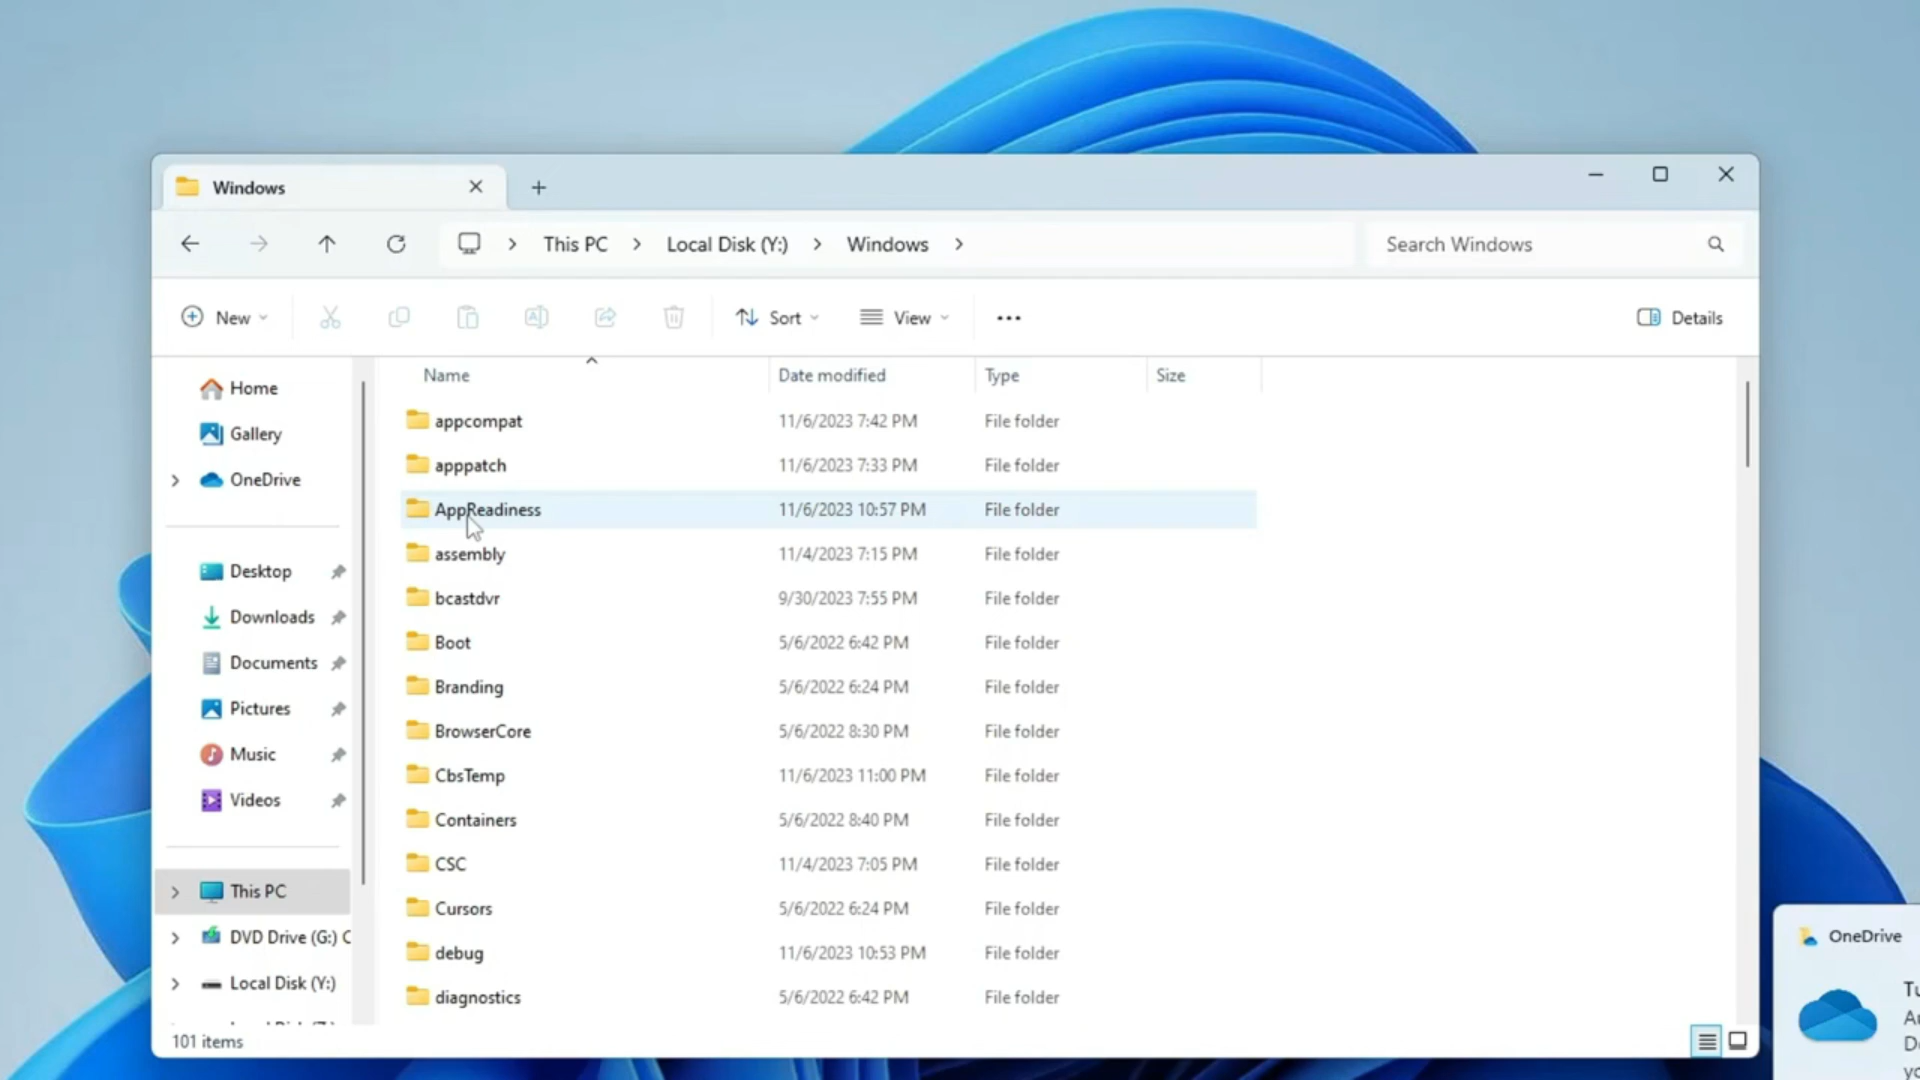 Windows
This PC
Local Disk (Y:)
Windows
Search Windows
New
Sort
View
Details
Name
Date modified
Type
Size
Home
Gallery
OneDrive
Desktop
Downloads
Documents
Pictures
Music
Videos
This PC
DVD Drive (G:) C
Local Disk (Y:)
appcompat 11/6/2023 7:42 PM File folder
apppatch 11/6/2023 7:33 PM File folder
AppReadiness 11/6/2023 10:57 PM File folder
assembly 11/4/2023 7:15 PM File folder
bcastdvr 9/30/2023 7:55 PM File folder
Boot 5/6/2022 6:42 PM File folder
Branding 5/6/2022 6:24 PM File folder
BrowserCore 5/6/2022 8:30 PM File folder
CbsTemp 11/6/2023 11:00 PM File folder
Containers 5/6/2022 8:40 PM File folder
CSC 11/4/2023 7:05 PM File folder
Cursors 5/6/2022 6:24 PM File folder
debug 11/6/2023 10:53 PM File folder
diagnostics 5/6/2022 6:42 PM File folder
101 items
OneDrive